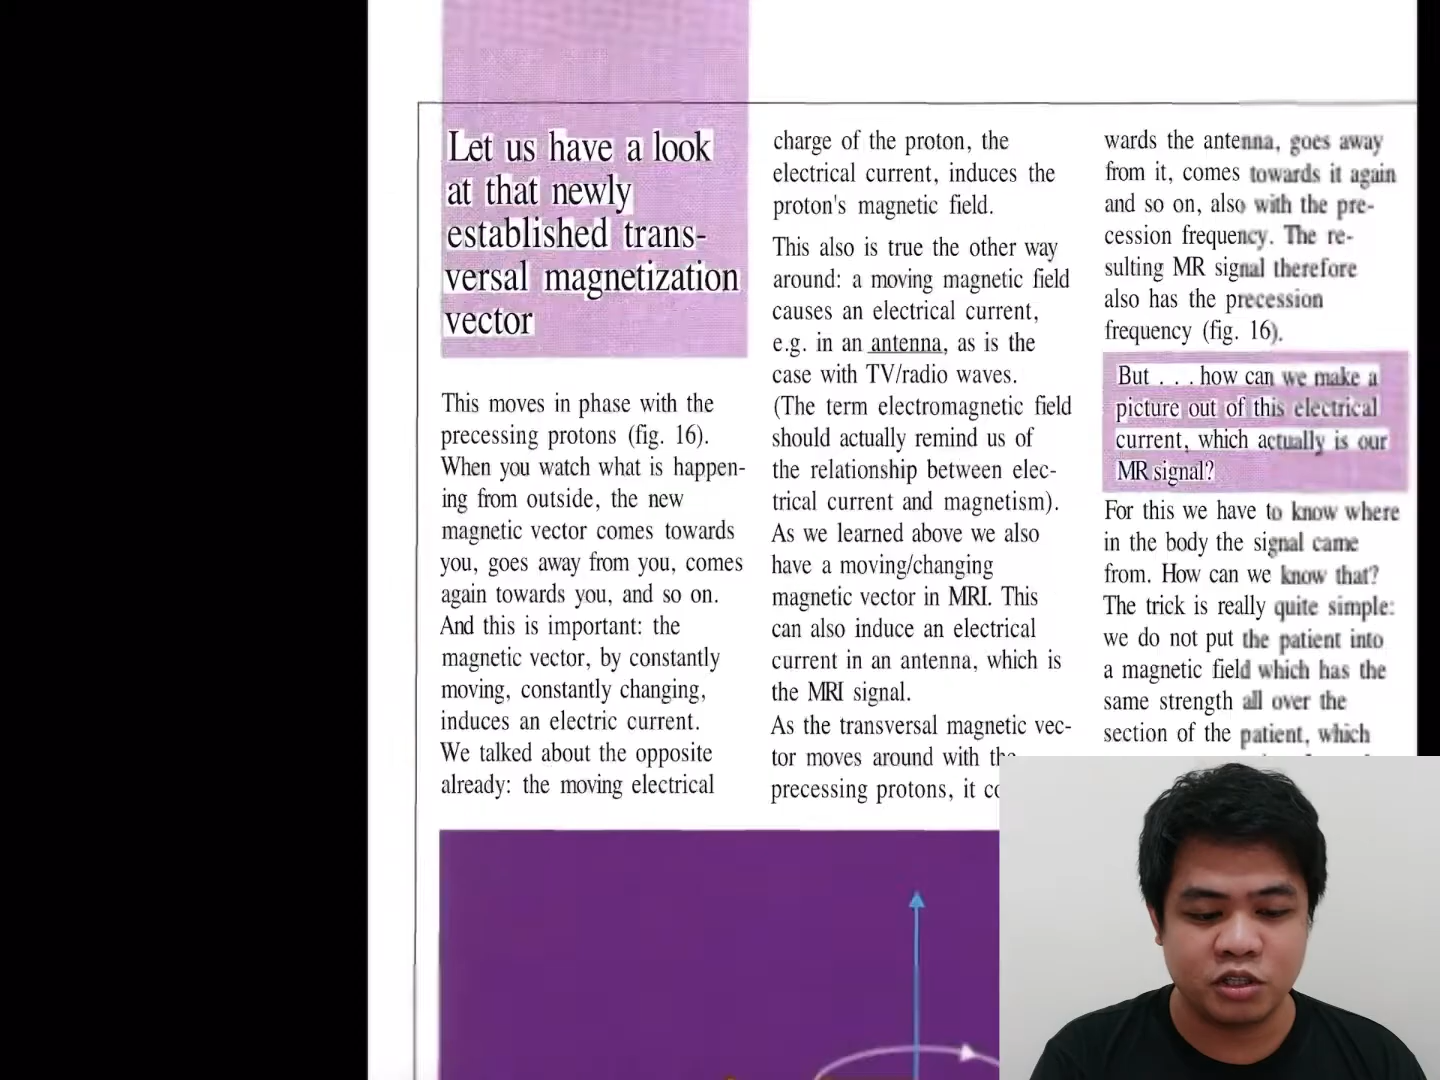 Let us have a look
at that newly
established trans-
versal magnetization
vector
This moves in phase with the
precessing protons (fig. 16).
When you watch what is happen-
ing from outside, the new
magnetic vector comes towards
you, goes away from you, comes
again towards you, and so on.
And this is important: the
magnetic vector, by constantly
moving, constantly changing,
induces an electric current.
We talked about the opposite
already: the moving electrical
charge of the proton, the
electrical current, induces the
proton's magnetic field.
This also is true the other way
around: a moving magnetic field
causes an electrical current,
e.g. in an antenna, as is the
case with TV/radio waves.
(The term electromagnetic field
should actually remind us of
the relationship between elec-
trical current and magnetism).
As we learned above we also
have a moving/changing
magnetic vector in MRI. This
can also induce an electrical
current in an antenna, which is
the MRI signal.
As the transversal magnetic vec-
tor moves around with the
precessing protons, it
wards the antenna, goes away
from it, comes towards it again
and so on, also with the pre-
cession frequency. The re-
sulting MR signal therefore
also has the precession
frequency (fig. 16).
But . . . how can we make a
picture out of this electrical
current, which actually is our
MR signal?
For this we have to know where
in the body the signal came
from. How can we know that?
The trick is really quite simple:
we do not put the patient into
a magnetic field which has the
same strength all over the
section of the patient, which